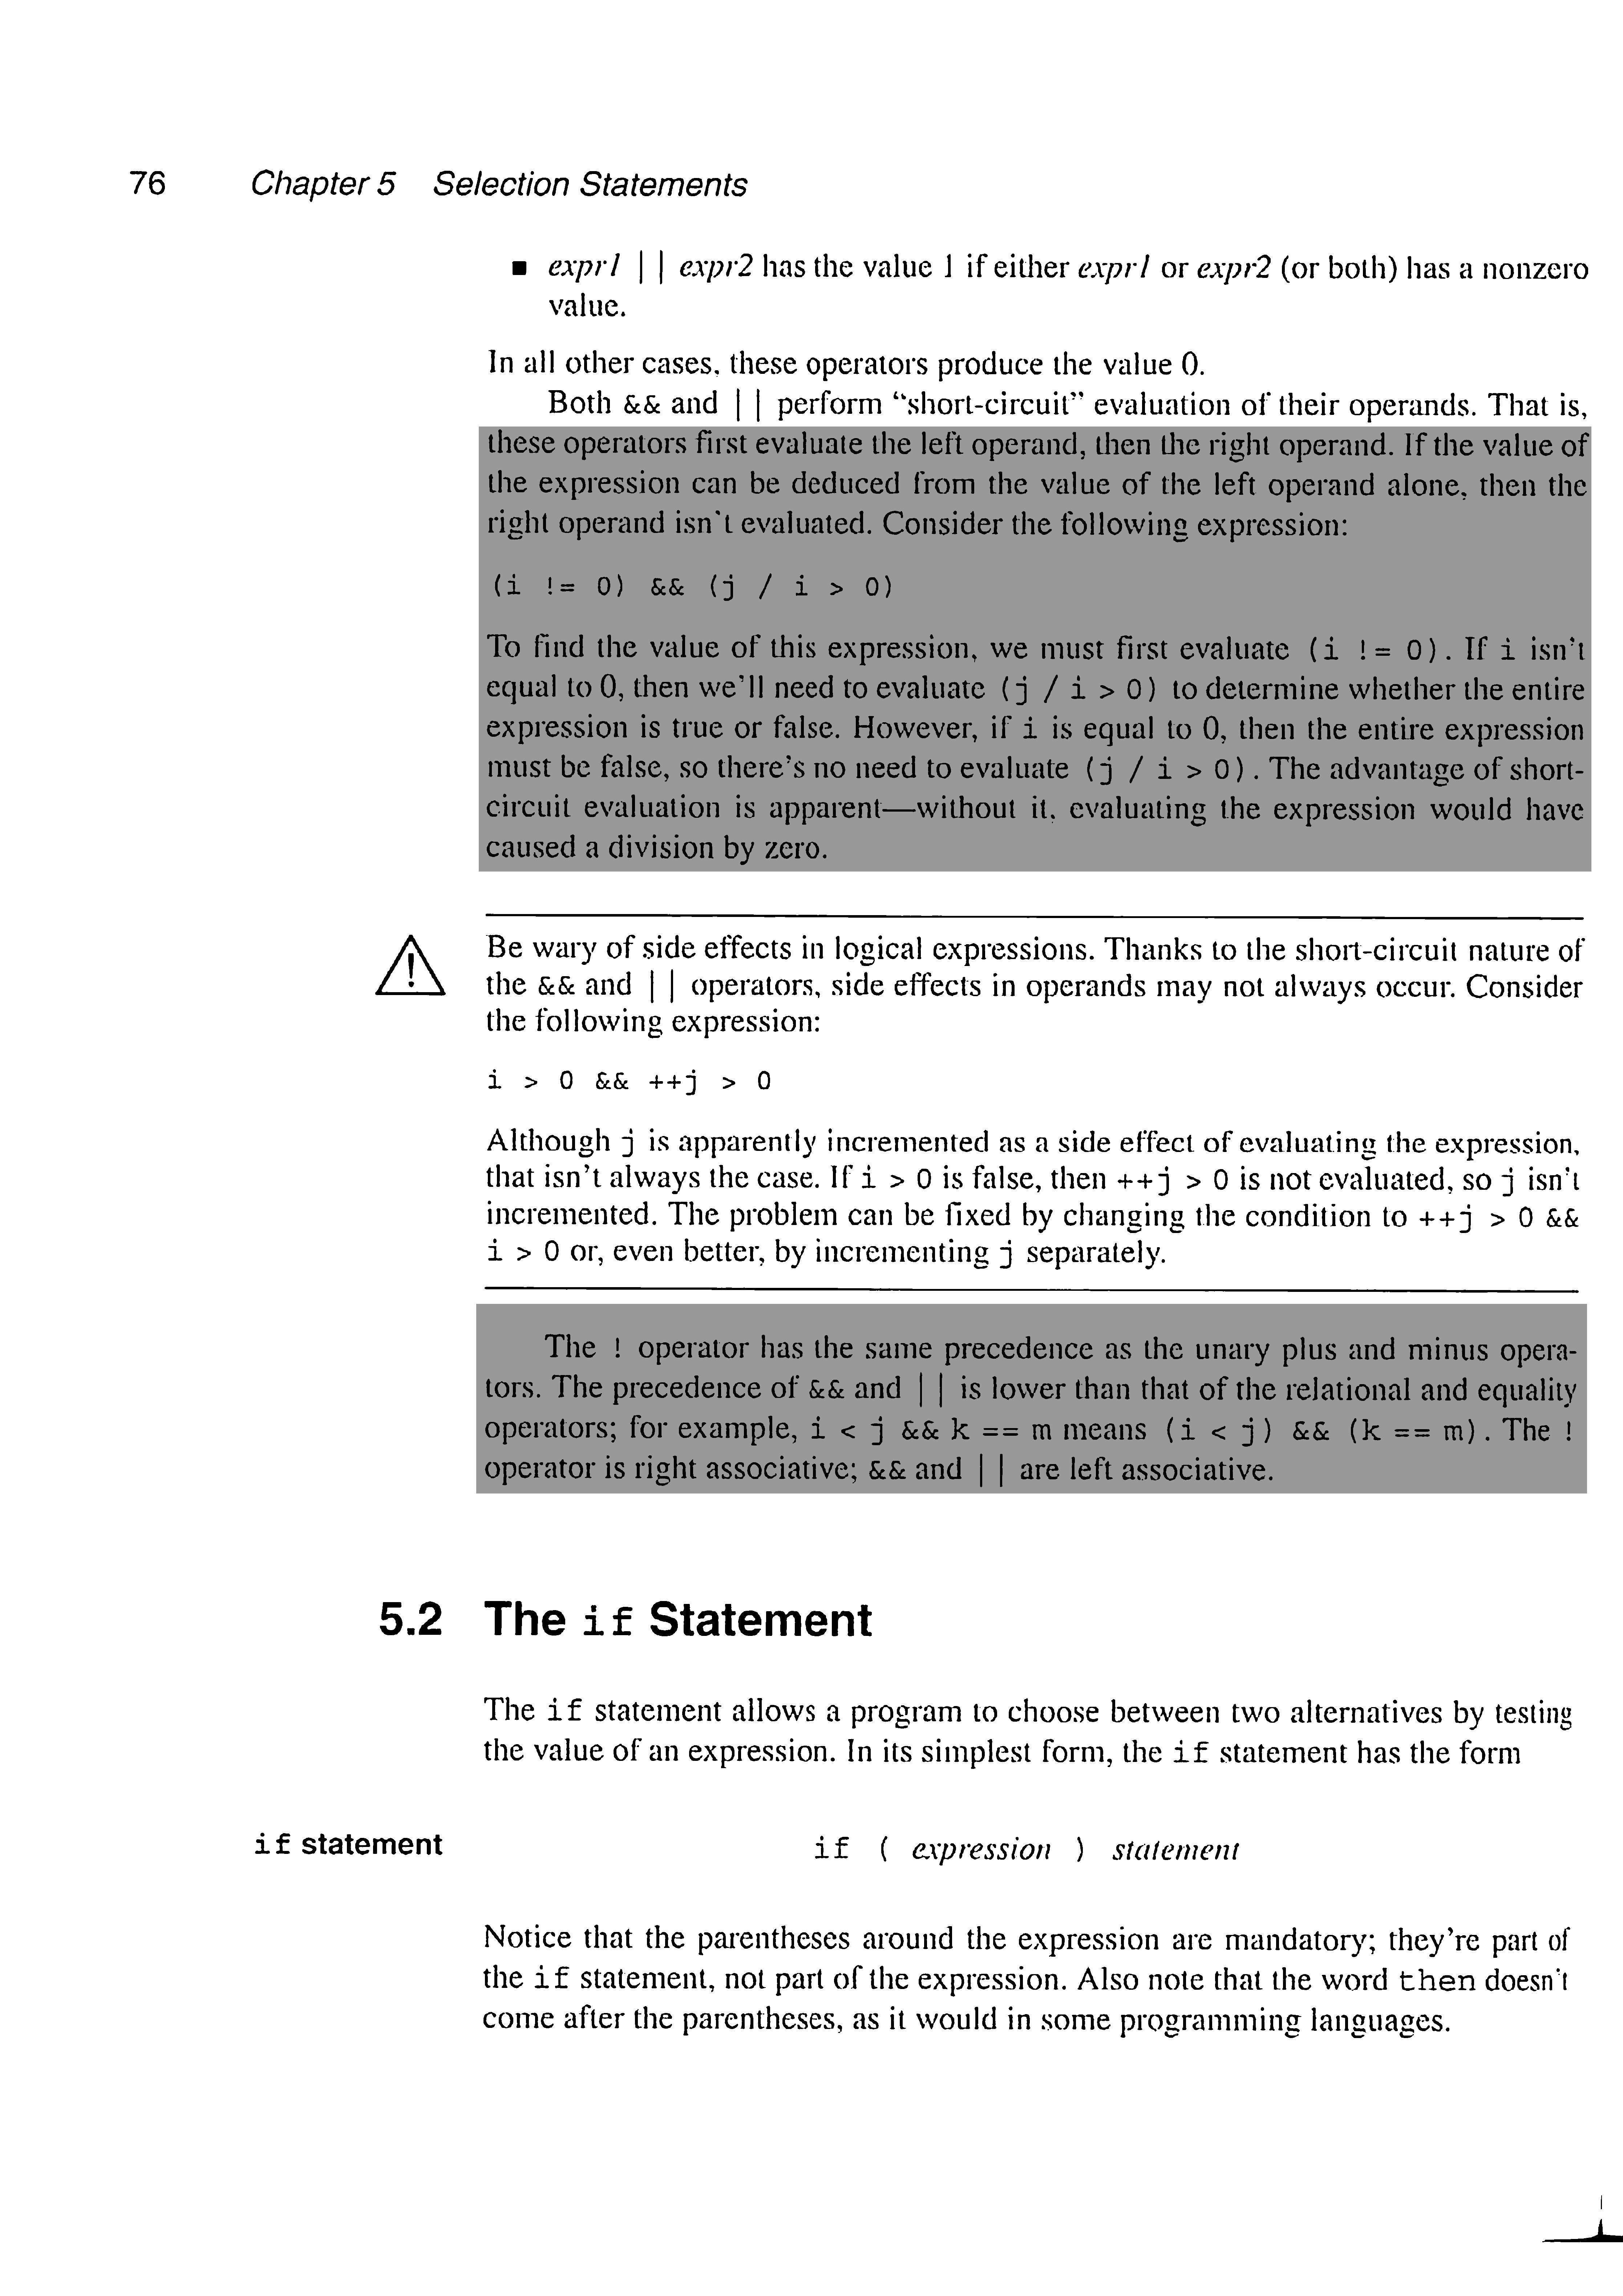 76 Chapter 5 Selection Statements
■ expr1 || expr2 has the value 1 if either expr1 or expr2 (or both) has a nonzero
value.
In all other cases, these operators produce the value 0.
Both && and || perform “short-circuit” evaluation of their operands. That is,
these operators first evaluate the left operand, then the right operand. If the value of
the expression can be deduced from the value of the left operand alone, then the
right operand isn't evaluated. Consider the following expression:
(i != 0) && (j / i > 0)
To find the value of this expression, we must first evaluate (i != 0). If i isn't
equal to 0, then we'll need to evaluate (j / i > 0) to determine whether the entire
expression is true or false. However, if i is equal to 0, then the entire expression
must be false, so there's no need to evaluate (j / i > 0). The advantage of short-
circuit evaluation is apparent—without it, evaluating the expression would have
caused a division by zero.
Be wary of side effects in logical expressions. Thanks to the short-circuit nature of
the && and || operators, side effects in operands may not always occur. Consider
the following expression:
i > 0 && ++j > 0
Although j is apparently incremented as a side effect of evaluating the expression,
that isn't always the case. If i > 0 is false, then ++j > 0 is not evaluated, so j isn't
incremented. The problem can be fixed by changing the condition to ++j > 0 &&
i > 0 or, even better, by incrementing j separately.
The ! operator has the same precedence as the unary plus and minus opera-
tors. The precedence of && and || is lower than that of the relational and equality
operators; for example, i < j && k == m means (i < j) && (k == m). The !
operator is right associative; && and || are left associative.
5.2 The if Statement
The if statement allows a program to choose between two alternatives by testing
the value of an expression. In its simplest form, the if statement has the form
if statement if ( expression ) statement
Notice that the parentheses around the expression are mandatory; they're part of
the if statement, not part of the expression. Also note that the word then doesn't
come after the parentheses, as it would in some programming languages.